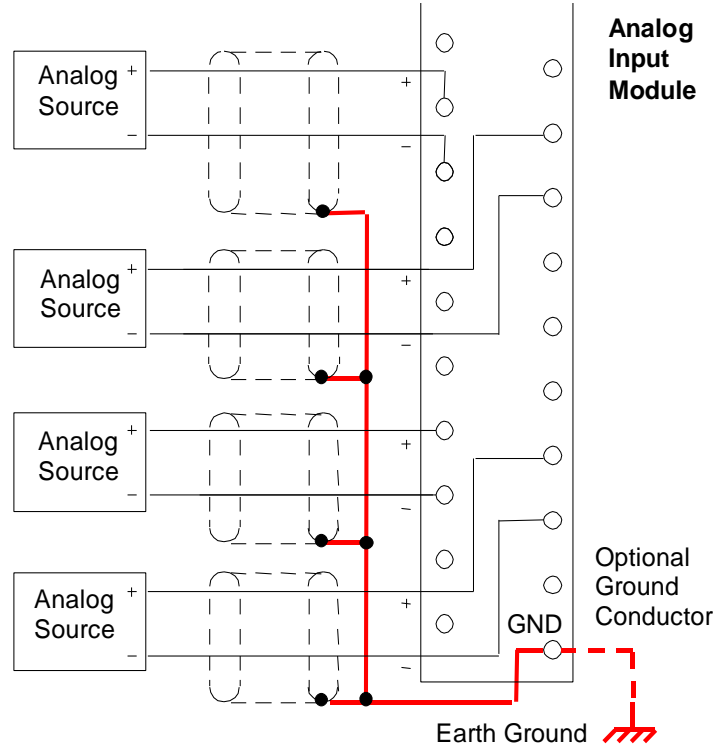 Analog
Input
Module
Analog
Source
+
−
+
−
Analog
Source
+
−
+
−
Analog
Source
+
−
+
−
Analog
Source
+
−
+
−
Optional
Ground
Conductor
GND
Earth Ground